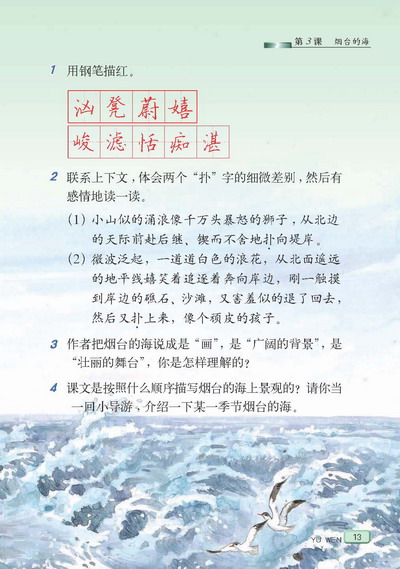 第3课 烟台的海
1 用钢笔描红。
汹凳蔚嬉
峻滤恬痴湛
2 联系上下文，体会两个“扑”字的细微差别，然后有
感情地读一读。
(1) 小山似的涌浪像千万头暴怒的狮子，从北边
的天际前赴后继、锲而不舍地扑向堤岸。
(2) 微波泛起，一道道白色的浪花，从北面遥远
的地平线嬉笑着追逐着奔向岸边，刚一触摸
到岸边的礁石、沙滩，又害羞似的退了回去，
然后又扑上来，像个顽皮的孩子。
3 作者把烟台的海说成是“画”，是“广阔的背景”，是
“壮丽的舞台”，你是怎样理解的？
4 课文是按照什么顺序描写烟台的海上景观的？请你当
一回小导游，介绍一下某一季节烟台的海。
YU WEN 13